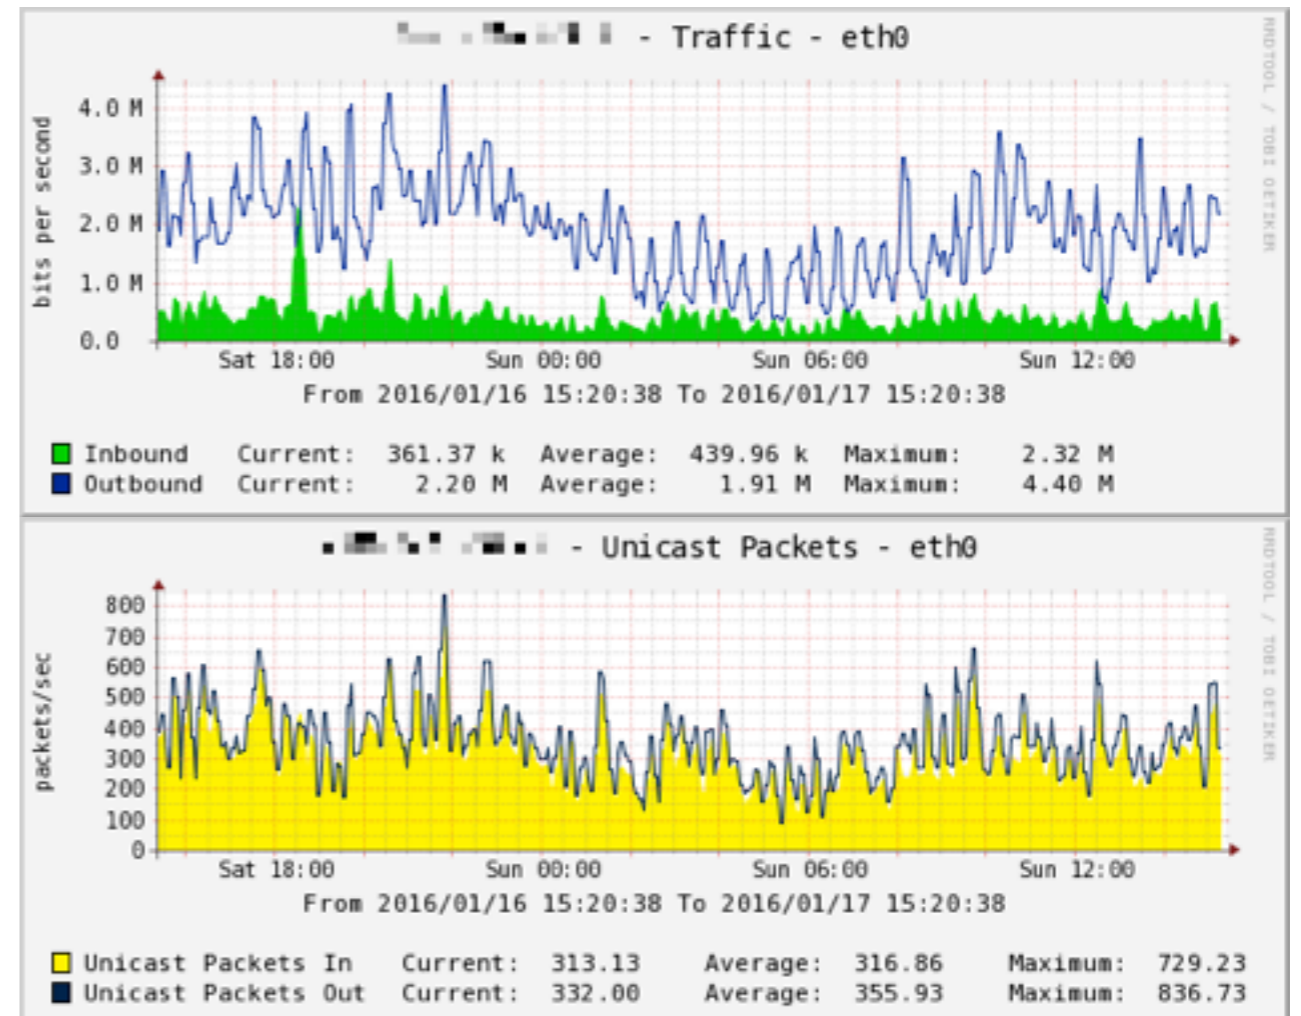 - Traffic - eth0
RRDTOOL / TOBI OETIKER
bits per second
4.0 M
3.0 M
2.0 M
1.0 M
0.0
Sat 18:00 Sun 00:00 Sun 06:00 Sun 12:00
From 2016/01/16 15:20:38 To 2016/01/17 15:20:38
Inbound Current: 361.37 k Average: 439.96 k Maximum: 2.32 M
Outbound Current: 2.20 M Average: 1.91 M Maximum: 4.40 M
- Unicast Packets - eth0
RRDTOOL / TOBI OETIKER
packets/sec
800
700
600
500
400
300
200
100
0
Sat 18:00 Sun 00:00 Sun 06:00 Sun 12:00
From 2016/01/16 15:20:38 To 2016/01/17 15:20:38
Unicast Packets In Current: 313.13 Average: 316.86 Maximum: 729.23
Unicast Packets Out Current: 332.00 Average: 355.93 Maximum: 836.73